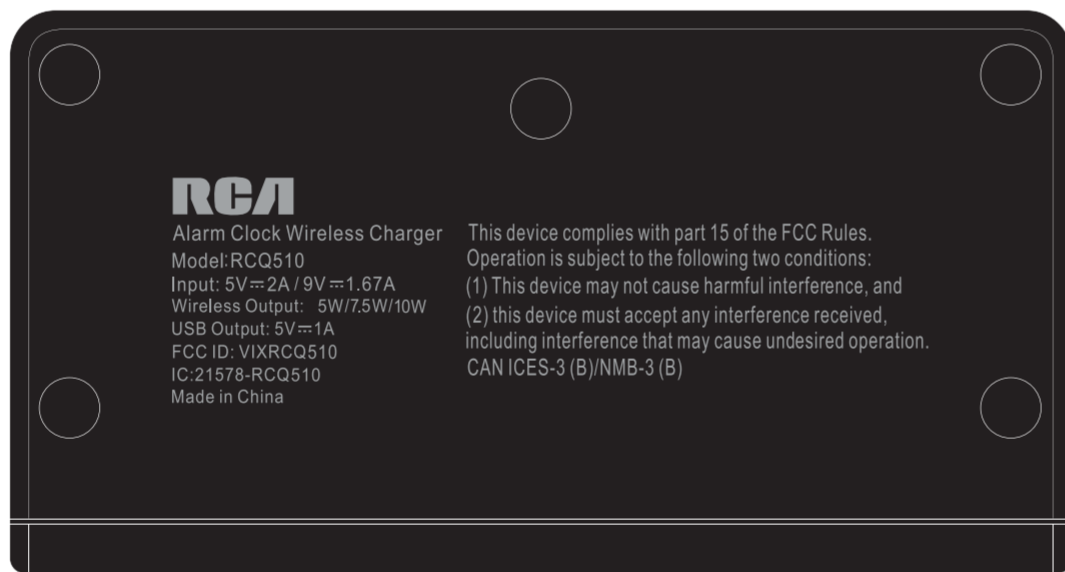 RCA
Alarm Clock Wireless Charger
Model:RCQ510
Input: 5V⎓2A / 9V⎓1.67A
Wireless Output: 5W/7.5W/10W
USB Output: 5V⎓1A
FCC ID: VIXRCQ510
IC:21578-RCQ510
Made in China
This device complies with part 15 of the FCC Rules.
Operation is subject to the following two conditions:
(1) This device may not cause harmful interference, and
(2) this device must accept any interference received,
including interference that may cause undesired operation.
CAN ICES-3 (B)/NMB-3 (B)